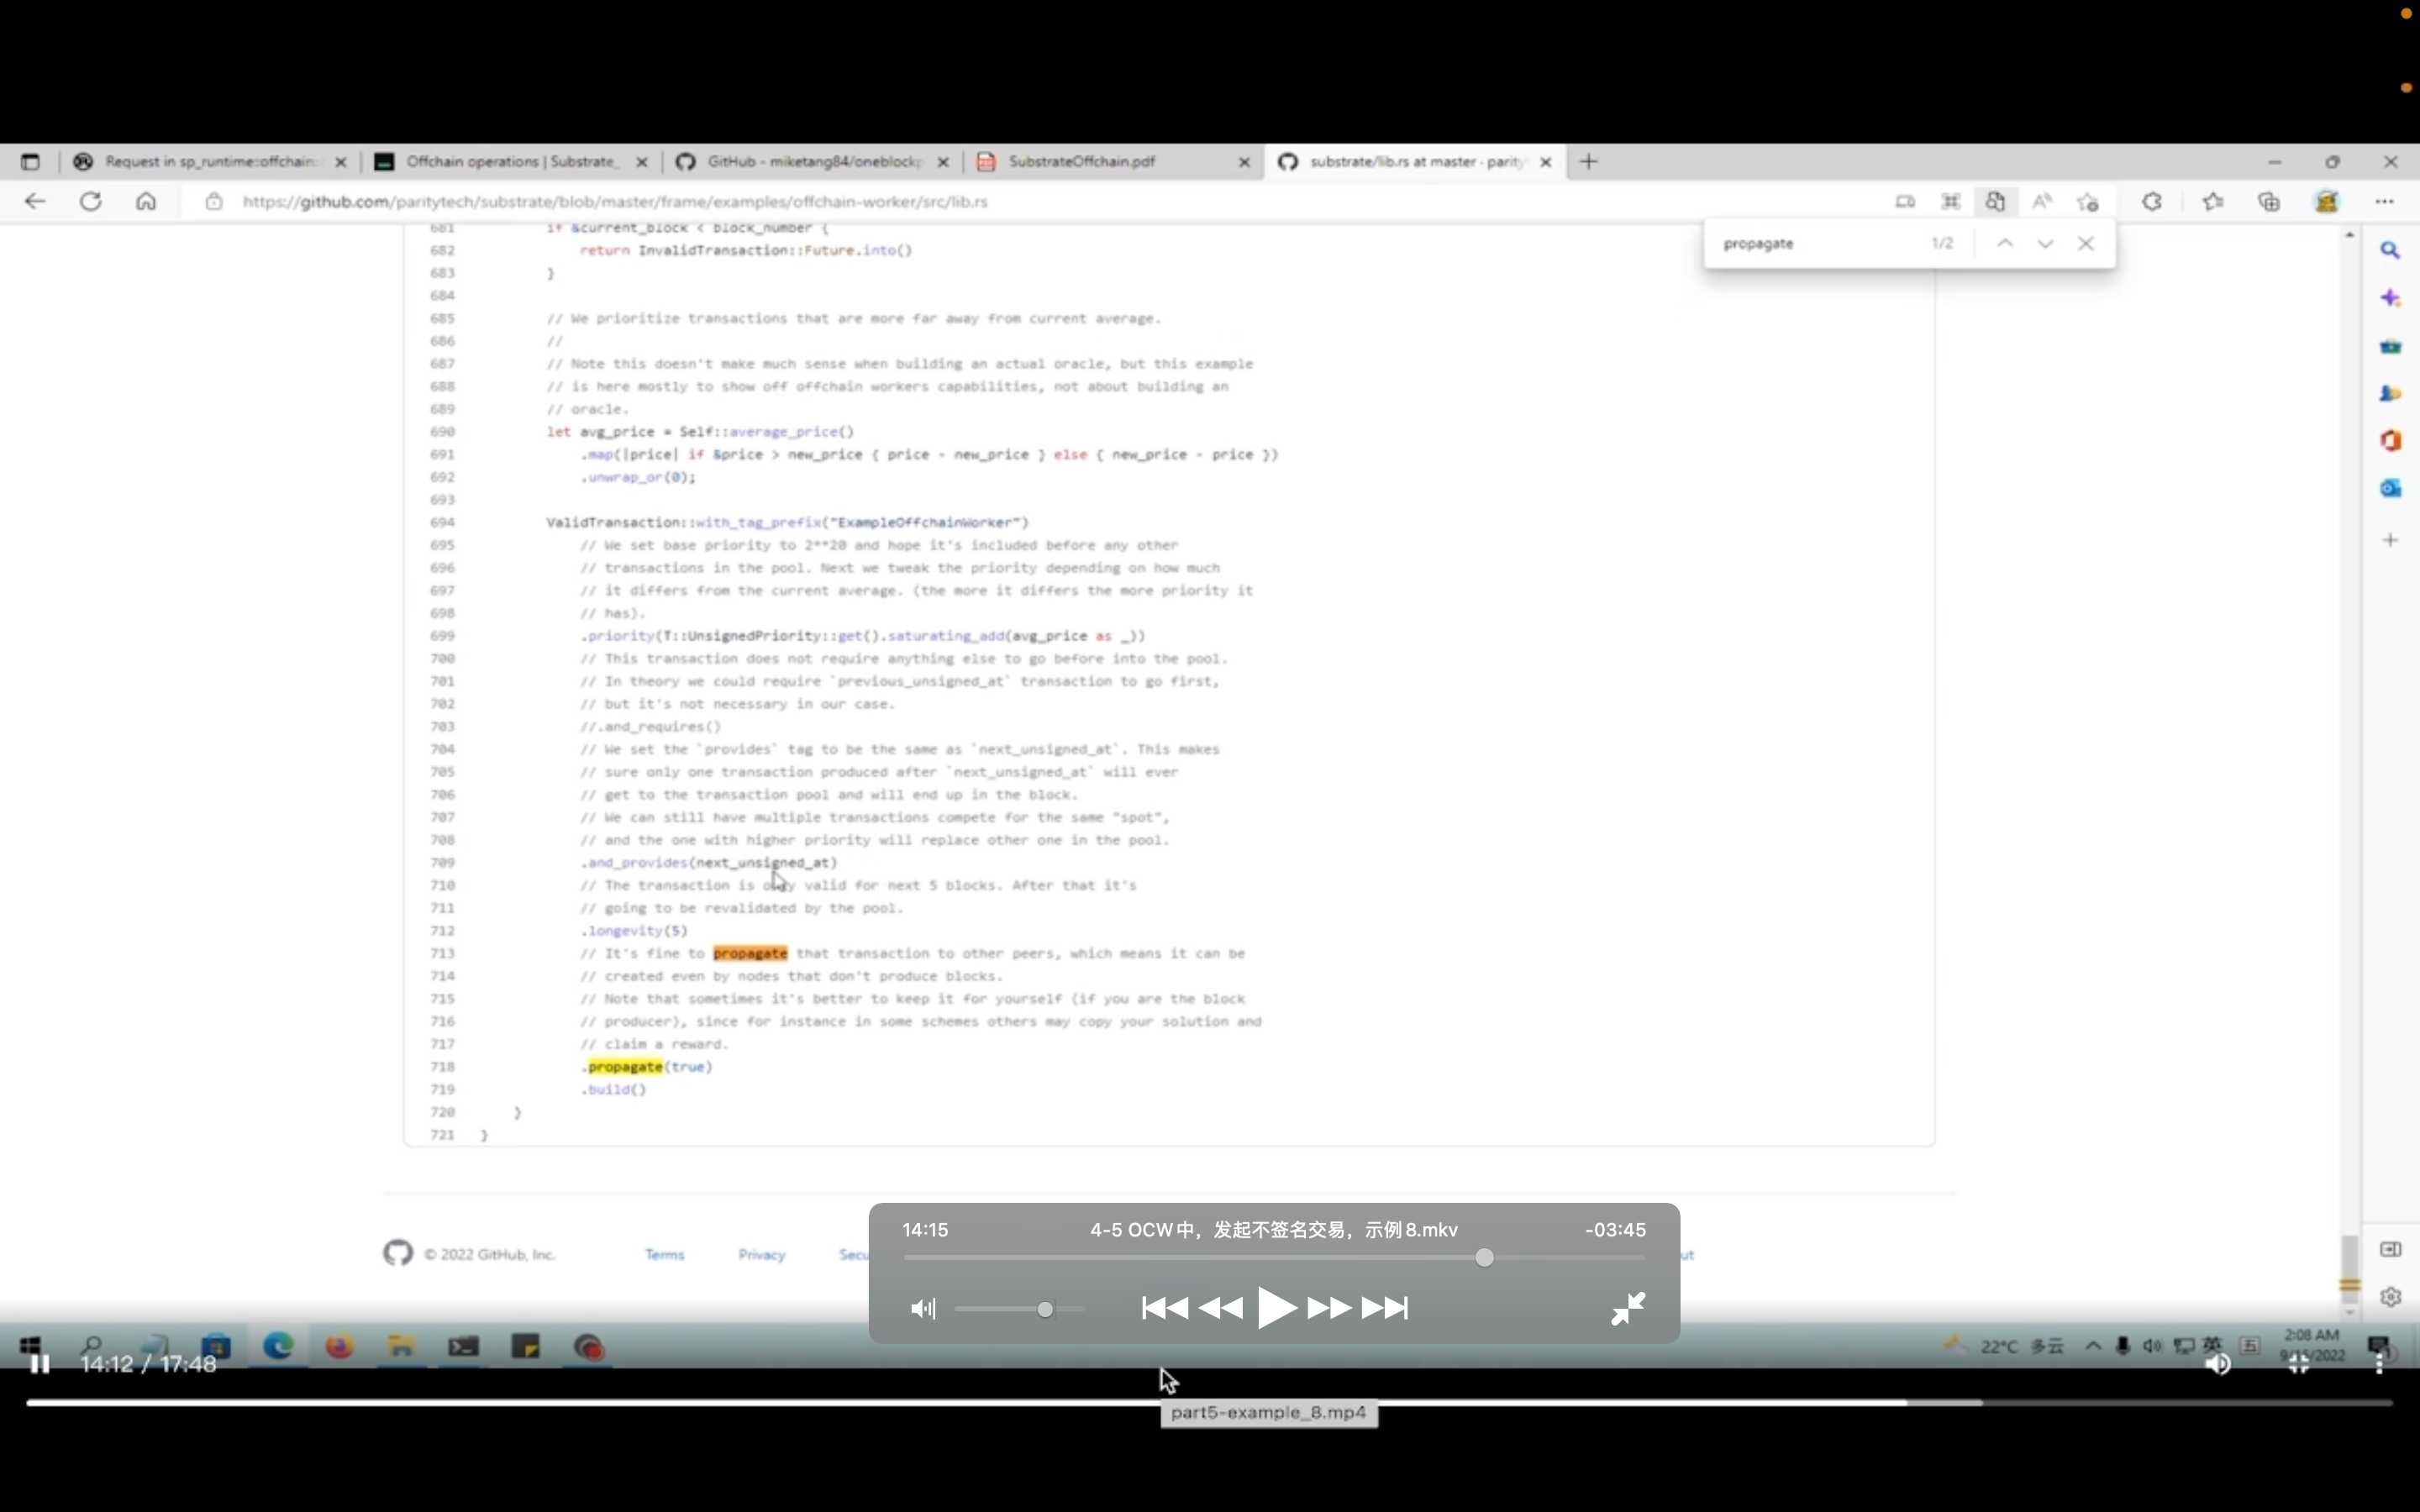 Request in sp_runtime::offchain:: Offchain operations | Substrate_ GitHub - miketang84/oneblockp SubstrateOffchain.pdf substrate/lib.rs at master · parity
https://github.com/paritytech/substrate/blob/master/frame/examples/offchain-worker/src/lib.rs
propagate 1/2
681 if &current_block < block_number {
682 return InvalidTransaction::Future.into()
683 }
684
685 // We prioritize transactions that are more far away from current average.
686 //
687 // Note this doesn't make much sense when building an actual oracle, but this example
688 // is here mostly to show off offchain workers capabilities, not about building an
689 // oracle.
690 let avg_price = Self::average_price()
691 .map(|price| if &price > new_price { price - new_price } else { new_price - price })
692 .unwrap_or(0);
693
694 ValidTransaction::with_tag_prefix("ExampleOffchainWorker")
695 // We set base priority to 2**20 and hope it's included before any other
696 // transactions in the pool. Next we tweak the priority depending on how much
697 // it differs from the current average. (the more it differs the more priority it
698 // has).
699 .priority(T::UnsignedPriority::get().saturating_add(avg_price as _))
700 // This transaction does not require anything else to go before into the pool.
701 // In theory we could require `previous_unsigned_at` transaction to go first,
702 // but it's not necessary in our case.
703 //.and_requires()
704 // We set the `provides` tag to be the same as `next_unsigned_at`. This makes
705 // sure only one transaction produced after `next_unsigned_at` will ever
706 // get to the transaction pool and will end up in the block.
707 // We can still have multiple transactions compete for the same "spot",
708 // and the one with higher priority will replace other one in the pool.
709 .and_provides(next_unsigned_at)
710 // The transaction is only valid for next 5 blocks. After that it's
711 // going to be revalidated by the pool.
712 .longevity(5)
713 // It's fine to propagate that transaction to other peers, which means it can be
714 // created even by nodes that don't produce blocks.
715 // Note that sometimes it's better to keep it for yourself (if you are the block
716 // producer), since for instance in some schemes others may copy your solution and
717 // claim a reward.
718 .propagate(true)
719 .build()
720 }
721 }
14:15 4-5 OCW中，发起不签名交易，示例8.mkv -03:45
© 2022 GitHub, Inc. Terms Privacy Secu ut
22°C 多云 英 五 2:08 AM
14:12 / 17:48 9/15/2022
part5-example_8.mp4